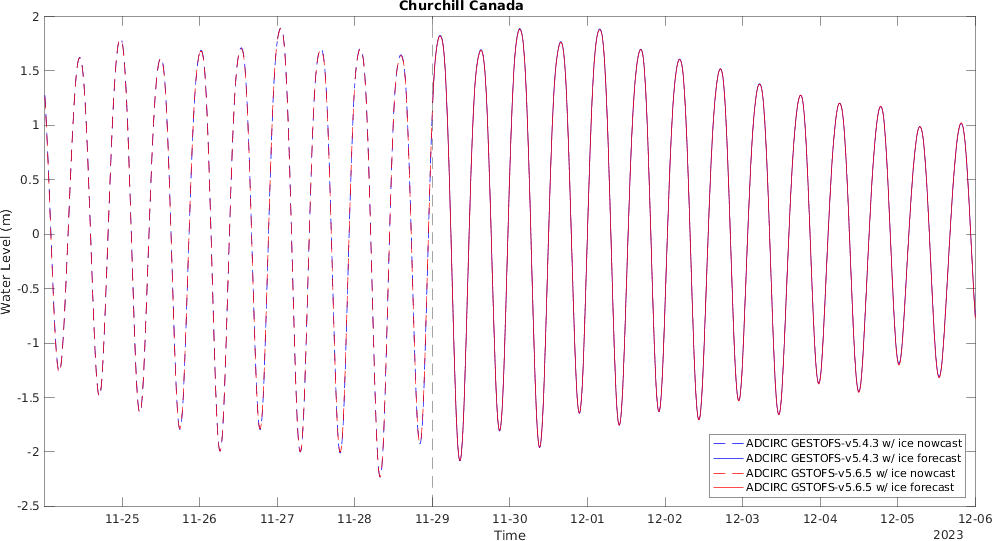 Churchill Canada
2
1.5
1
0.5
0
-0.5
-1
-1.5
-2
-2.5
Water Level (m)
ADCIRC GESTOFS-v5.4.3 w/ ice nowcast
ADCIRC GESTOFS-v5.4.3 w/ ice forecast
ADCIRC GSTOFS-v5.6.5 w/ ice nowcast
ADCIRC GSTOFS-v5.6.5 w/ ice forecast
11-25 11-26 11-27 11-28 11-29 11-30 12-01 12-02 12-03 12-04 12-05 12-06
Time
2023